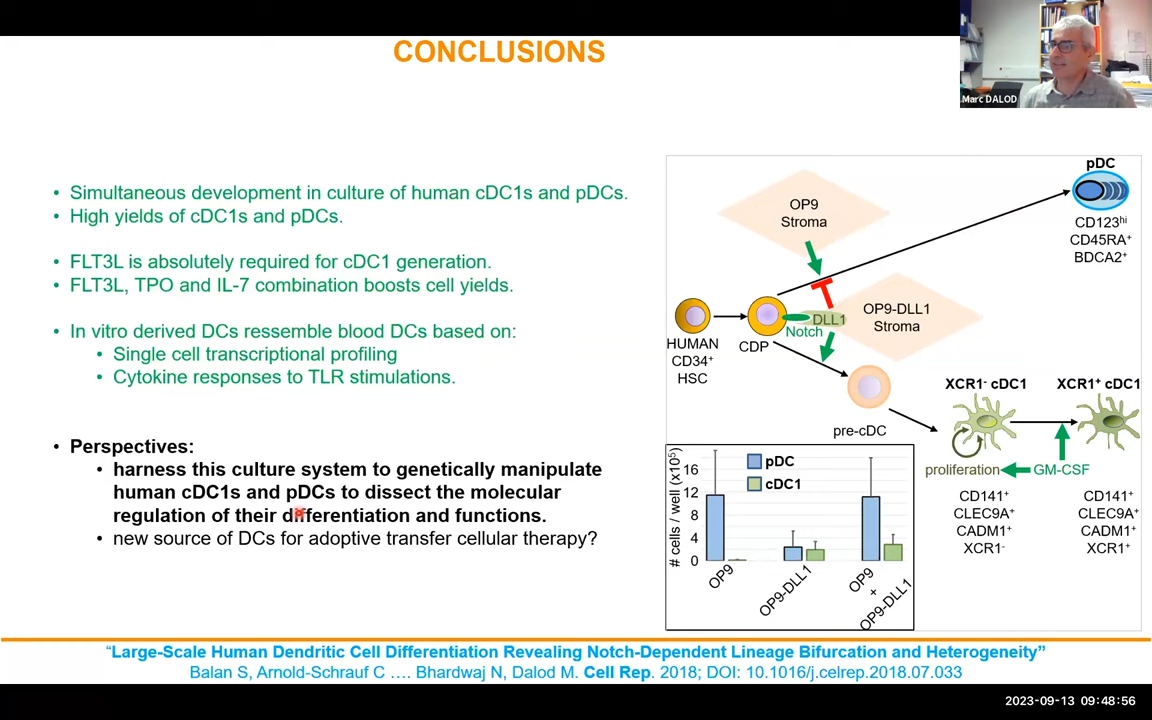 CONCLUSIONS
Marc DALOD
• Simultaneous development in culture of human cDC1s and pDCs.
• High yields of cDC1s and pDCs.
• FLT3L is absolutely required for cDC1 generation.
• FLT3L, TPO and IL-7 combination boosts cell yields.
• In vitro derived DCs ressemble blood DCs based on:
• Single cell transcriptional profiling
• Cytokine responses to TLR stimulations.
• Perspectives:
• harness this culture system to genetically manipulate
human cDC1s and pDCs to dissect the molecular
regulation of their differentiation and functions.
• new source of DCs for adoptive transfer cellular therapy?
pDC
CD123hi
CD45RA+
BDCA2+
OP9
Stroma
OP9-DLL1
Stroma
DLL1
Notch
HUMAN
CD34+
HSC
CDP
pre-cDC
XCR1- cDC1
XCR1+ cDC1
proliferation
GM-CSF
CD141+
CLEC9A+
CADM1+
XCR1-
CD141+
CLEC9A+
CADM1+
XCR1+
# cells / well (x105)
16
12
8
4
0
pDC
cDC1
OP9
OP9-DLL1
OP9
+
OP9-DLL1
“Large-Scale Human Dendritic Cell Differentiation Revealing Notch-Dependent Lineage Bifurcation and Heterogeneity”
Balan S, Arnold-Schrauf C …. Bhardwaj N, Dalod M. Cell Rep. 2018; DOI: 10.1016/j.celrep.2018.07.033
2023-09-13 09:48:56